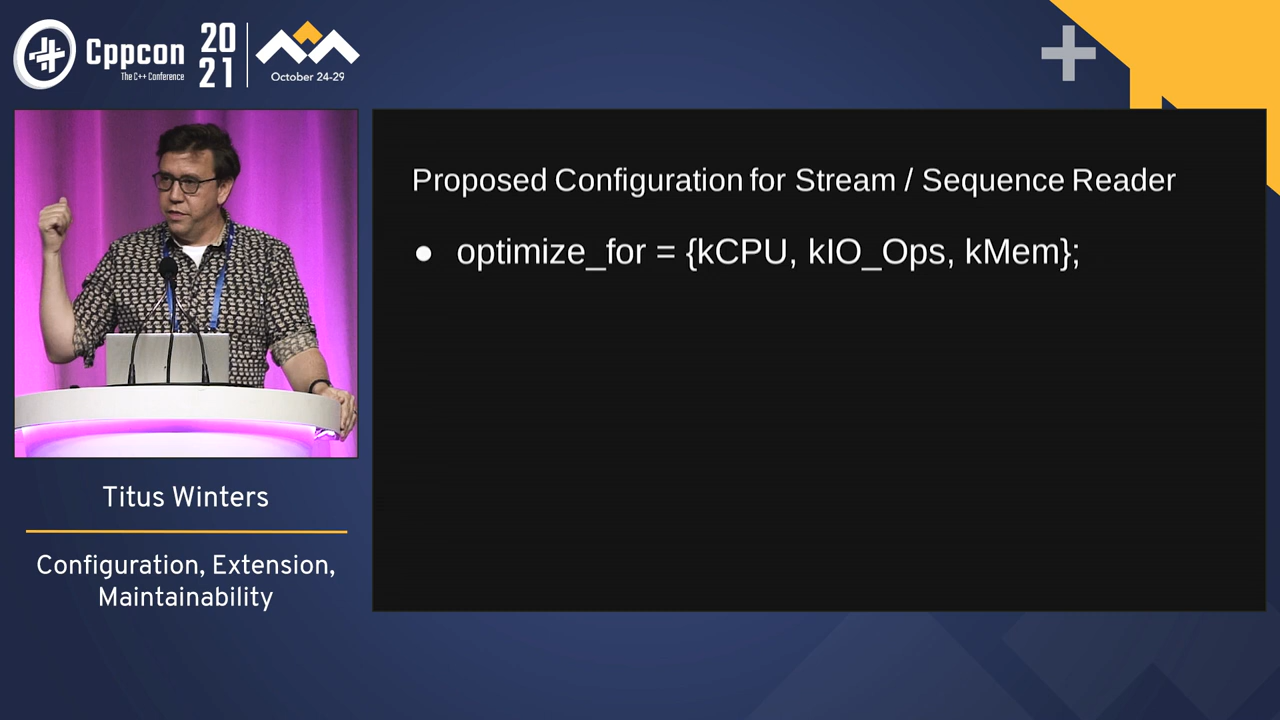 Cppcon
The C++ Conference
20
21
October 24-29
Proposed Configuration for Stream / Sequence Reader
● optimize_for = {kCPU, kIO_Ops, kMem};
Titus Winters
Configuration, Extension,
Maintainability